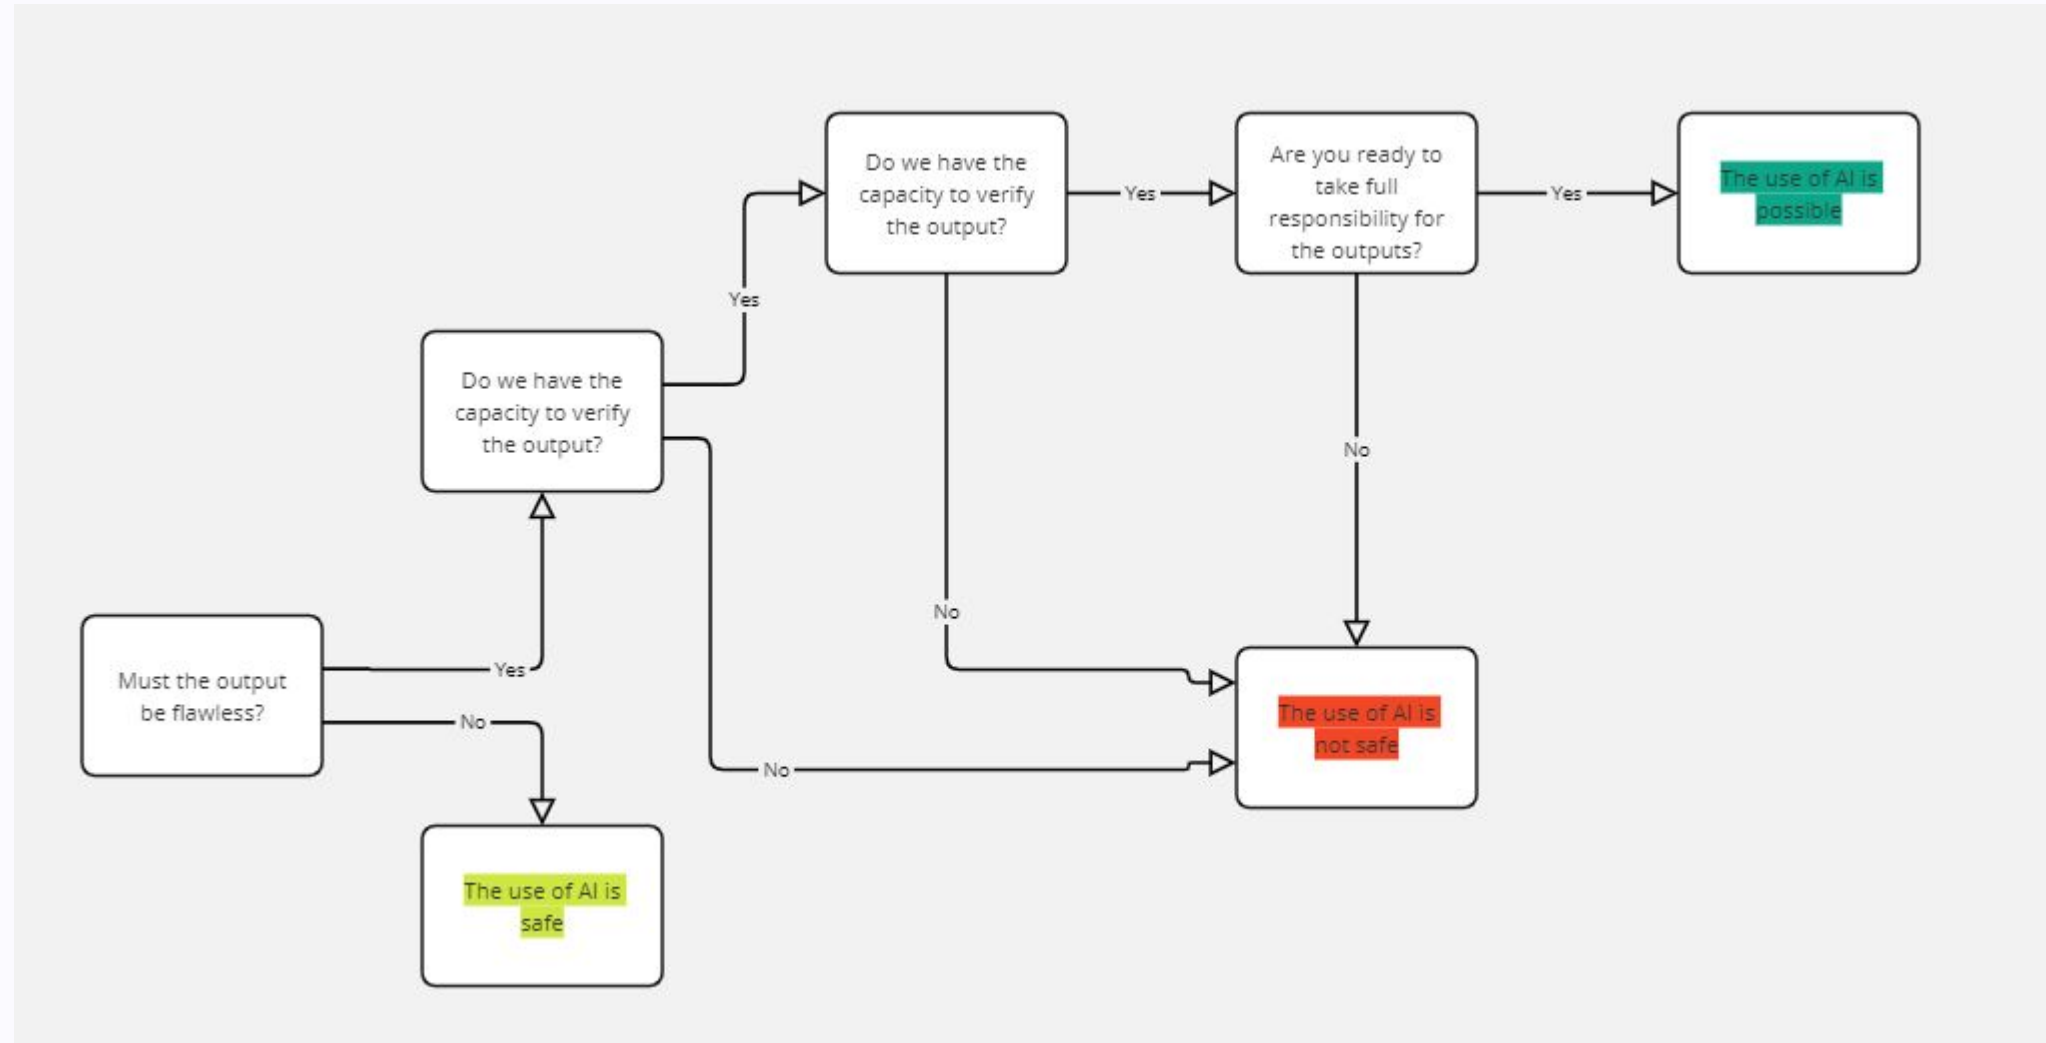 Do we have the
capacity to verify
the output?
Yes
Are you ready to
take full
responsibility for
the outputs?
Yes
The use of AI is
possible
Yes
Do we have the
capacity to verify
the output?
No
No
Must the output
be flawless?
Yes
No
No
The use of AI is
not safe
The use of AI is
safe